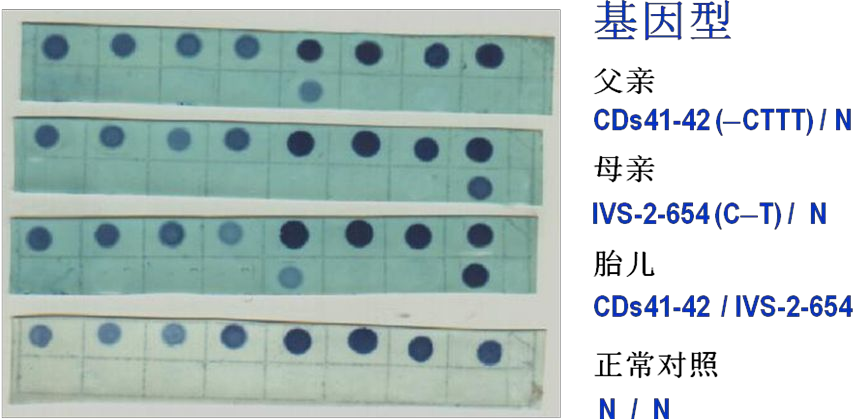 基因型
父亲
CDs41-42 (–CTTT) / N
母亲
IVS-2-654 (C–T) / N
胎儿
CDs41-42 / IVS-2-654
正常对照
N / N